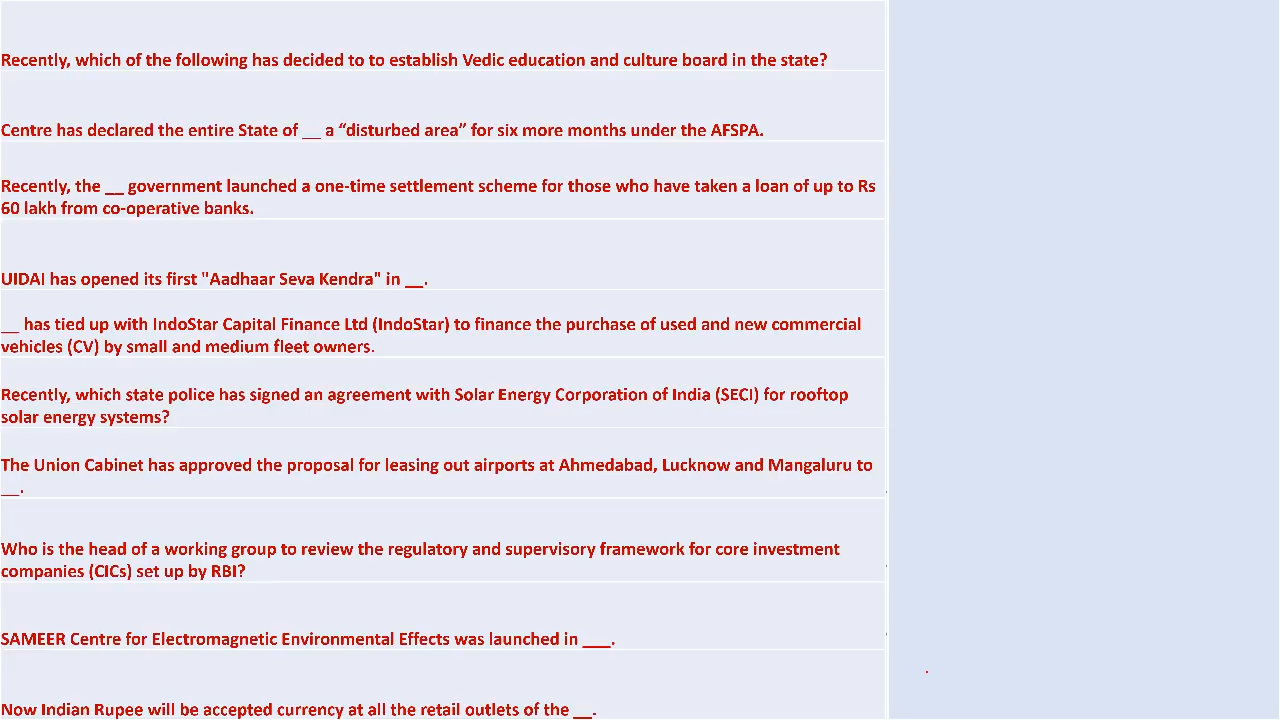 Recently, which of the following has decided to to establish Vedic education and culture board in the state?
Centre has declared the entire State of __ a “disturbed area” for six more months under the AFSPA.
Recently, the __ government launched a one-time settlement scheme for those who have taken a loan of up to Rs
60 lakh from co-operative banks.
UIDAI has opened its first "Aadhaar Seva Kendra" in __.
__ has tied up with IndoStar Capital Finance Ltd (IndoStar) to finance the purchase of used and new commercial
vehicles (CV) by small and medium fleet owners.
Recently, which state police has signed an agreement with Solar Energy Corporation of India (SECI) for rooftop
solar energy systems?
The Union Cabinet has approved the proposal for leasing out airports at Ahmedabad, Lucknow and Mangaluru to
__.
Who is the head of a working group to review the regulatory and supervisory framework for core investment
companies (CICs) set up by RBI?
SAMEER Centre for Electromagnetic Environmental Effects was launched in ___.
Now Indian Rupee will be accepted currency at all the retail outlets of the __.